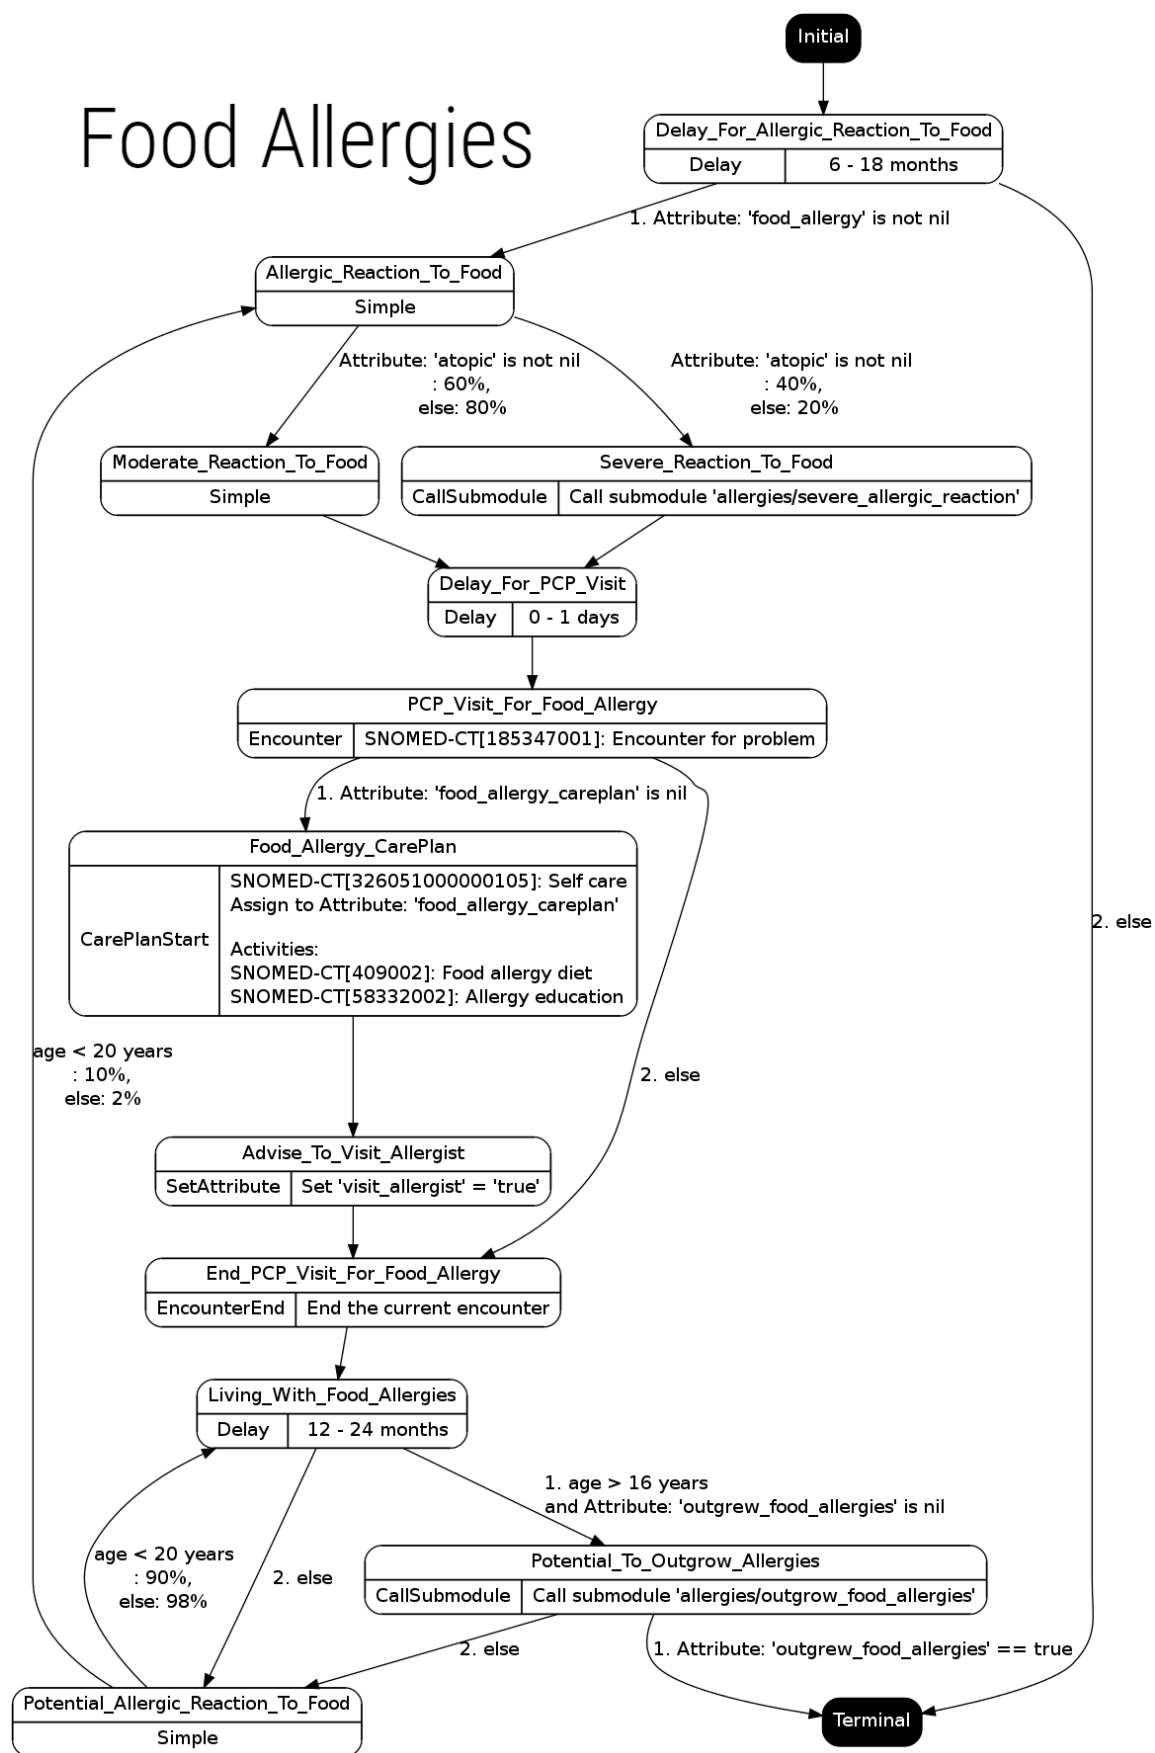 Initial
Food Allergies
Delay_For_Allergic_Reaction_To_Food
Delay
6 - 18 months
1. Attribute: 'food_allergy' is not nil
Allergic_Reaction_To_Food
Simple
Attribute: 'atopic' is not nil
: 60%,
else: 80%
Attribute: 'atopic' is not nil
: 40%,
else: 20%
Moderate_Reaction_To_Food
Simple
Severe_Reaction_To_Food
CallSubmodule
Call submodule 'allergies/severe_allergic_reaction'
Delay_For_PCP_Visit
Delay
0 - 1 days
PCP_Visit_For_Food_Allergy
Encounter
SNOMED-CT[185347001]: Encounter for problem
1. Attribute: 'food_allergy_careplan' is nil
Food_Allergy_CarePlan
CarePlanStart
SNOMED-CT[326051000000105]: Self care
Assign to Attribute: 'food_allergy_careplan'
Activities:
SNOMED-CT[409002]: Food allergy diet
SNOMED-CT[58332002]: Allergy education
2. else
age < 20 years
: 10%,
else: 2%
2. else
Advise_To_Visit_Allergist
SetAttribute
Set 'visit_allergist' = 'true'
End_PCP_Visit_For_Food_Allergy
EncounterEnd
End the current encounter
Living_With_Food_Allergies
Delay
12 - 24 months
1. age > 16 years
and Attribute: 'outgrew_food_allergies' is nil
age < 20 years
: 90%,
else: 98%
2. else
Potential_To_Outgrow_Allergies
CallSubmodule
Call submodule 'allergies/outgrow_food_allergies'
2. else
1. Attribute: 'outgrew_food_allergies' == true
Potential_Allergic_Reaction_To_Food
Simple
Terminal